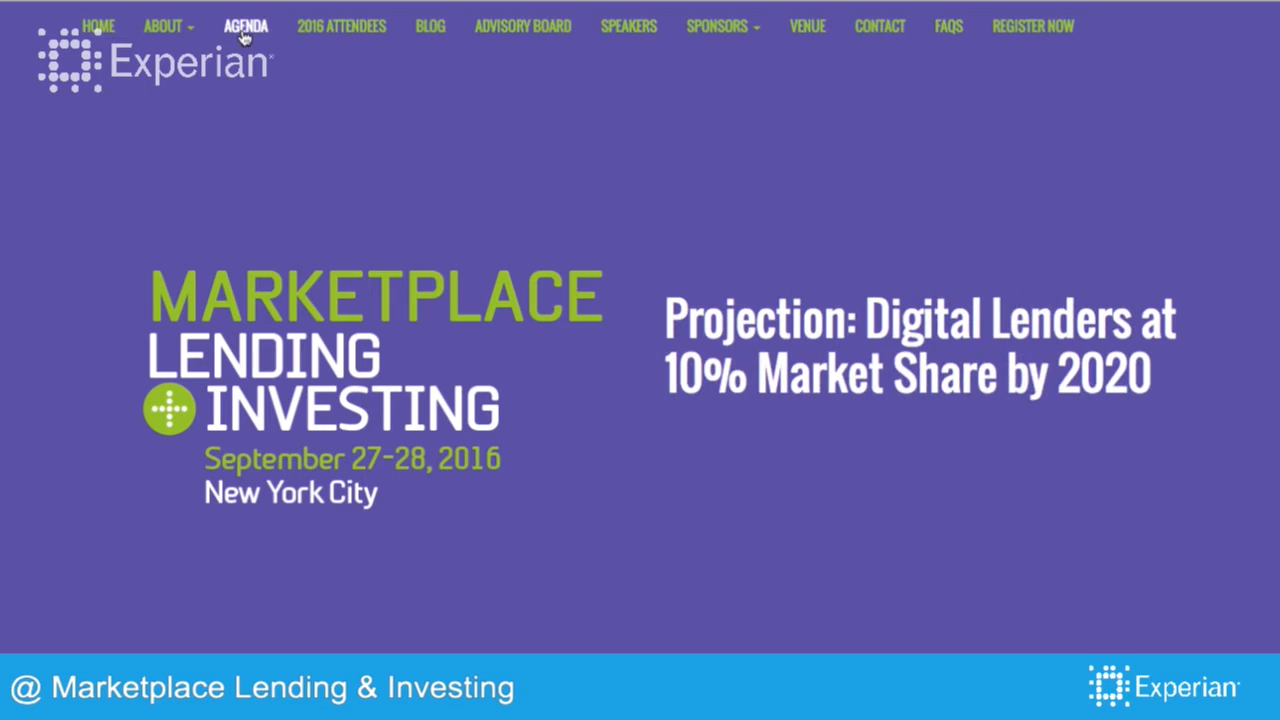 HOME ABOUT AGENDA 2016 ATTENDEES BLOG ADVISORY BOARD SPEAKERS SPONSORS VENUE CONTACT FAQS REGISTER NOW
Experian
MARKETPLACE
LENDING
INVESTING
September 27-28, 2016
New York City
Projection: Digital Lenders at
10% Market Share by 2020
@ Marketplace Lending & Investing
Experian